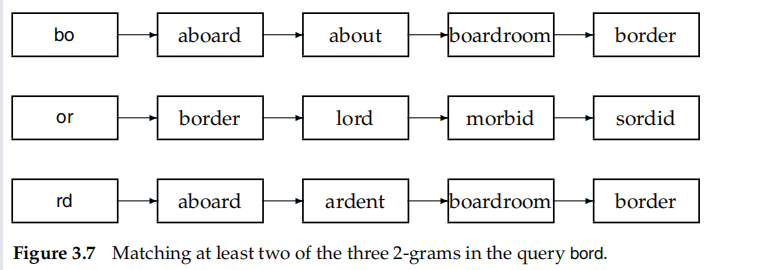 bo aboard about boardroom border
or border lord morbid sordid
rd aboard ardent boardroom border
Figure 3.7 Matching at least two of the three 2-grams in the query bord.